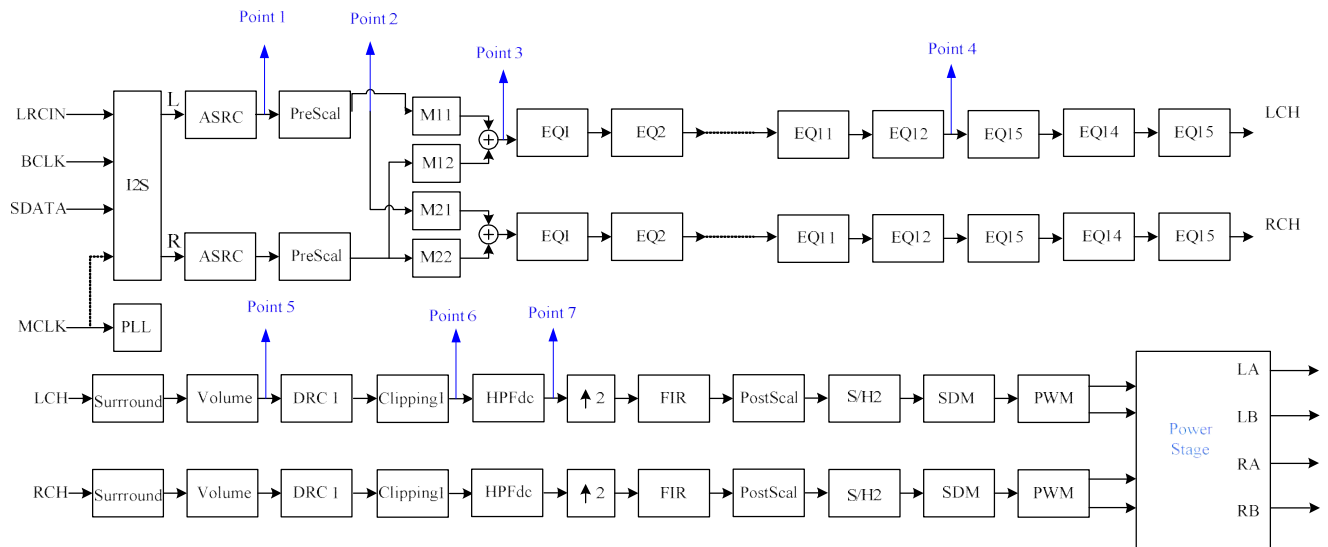 Point 1
Point 2
Point 3
Point 4
LRCIN
BCLK
SDATA
MCLK
I2S
PLL
L
ASRC
PreScal
M11
M12
EQ1
EQ2
EQ11
EQ12
EQ15
EQ14
EQ15
LCH
R
ASRC
PreScal
M21
M22
EQ1
EQ2
EQ11
EQ12
EQ15
EQ14
EQ15
RCH
Point 5
Point 6
Point 7
LCH
Surrround
Volume
DRC 1
Clipping1
HPFdc
2
FIR
PostScal
S/H2
SDM
PWM
RCH
Surrround
Volume
DRC 1
Clipping1
HPFdc
2
FIR
PostScal
S/H2
SDM
PWM
Power
Stage
LA
LB
RA
RB